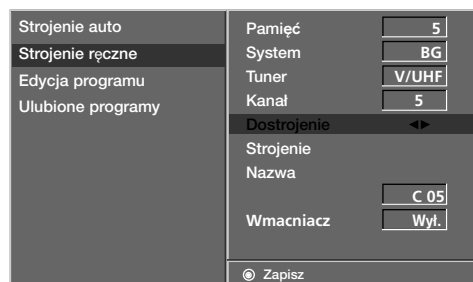 Strojenie auto
Strojenie ręczne
Edycja programu
Ulubione programy
Pamięć 5
System BG
Tuner V/UHF
Kanał 5
Dostrojenie ◄►
Strojenie
Nazwa
C 05
Wmacniacz Wył.
Zapisz